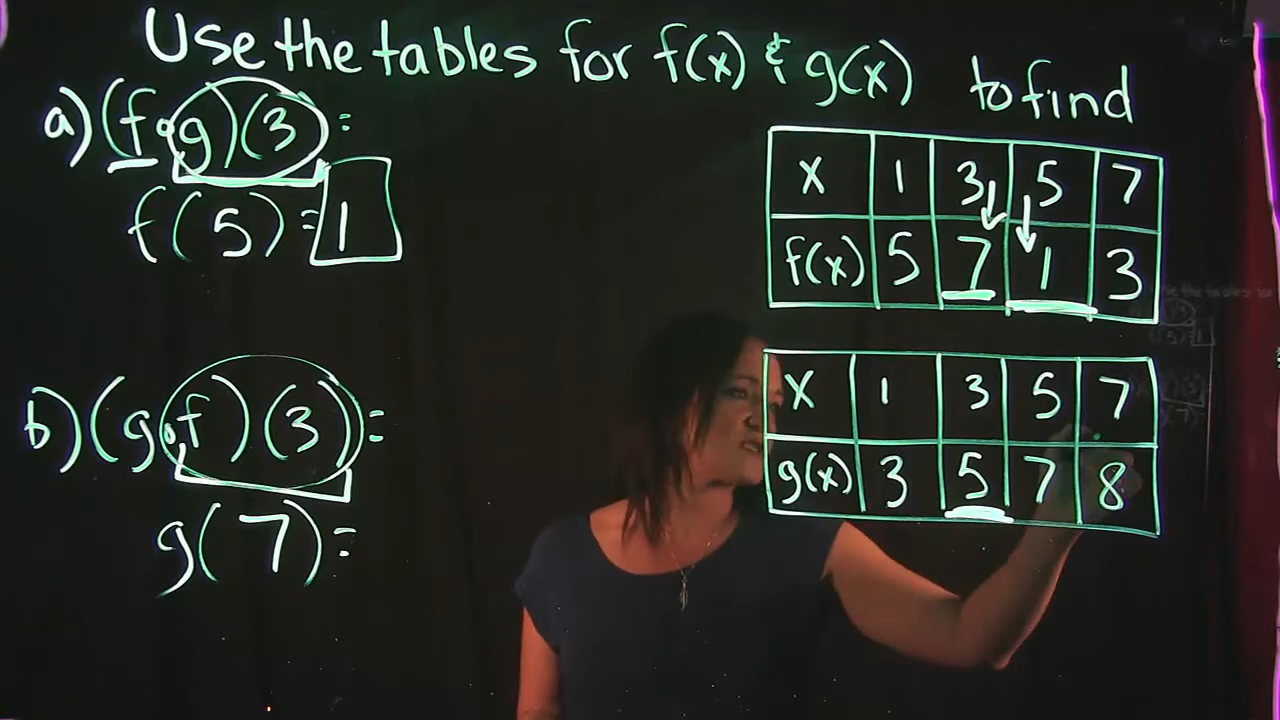 Use the tables for f(x) & g(x) to find
a) (f∘g)(3) =
f(5) = 1
b) (g∘f)(3) =
g(7) =
x 1 3 5 7
f(x) 5 7 1 3
x 1 3 5 7
g(x) 3 5 7 8